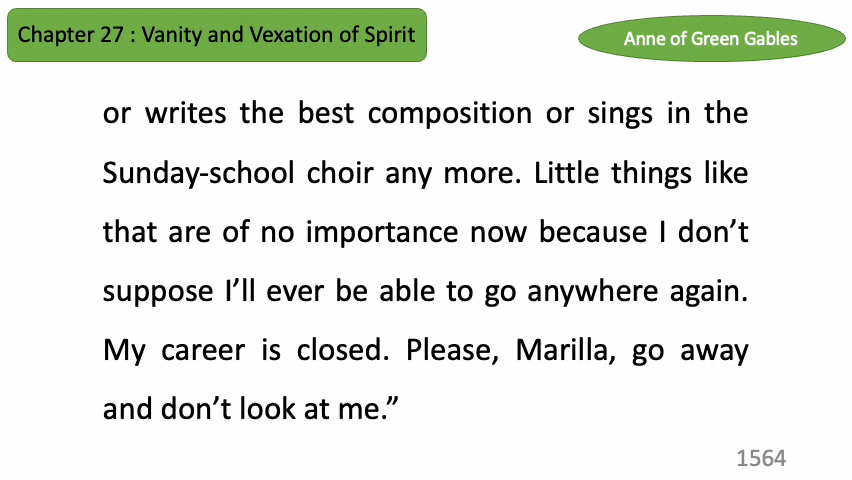 Chapter 27 : Vanity and Vexation of Spirit
Anne of Green Gables
or writes the best composition or sings in the
Sunday-school choir any more. Little things like
that are of no importance now because I don’t
suppose I’ll ever be able to go anywhere again.
My career is closed. Please, Marilla, go away
and don’t look at me.”
1564